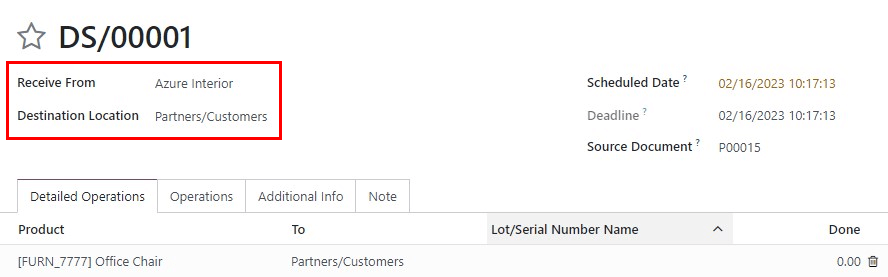 DS/00001
Receive From Azure Interior Scheduled Date ? 02/16/2023 10:17:13
Destination Location Partners/Customers Deadline ? 02/16/2023 10:17:13
Source Document ? P00015
Detailed Operations Operations Additional Info Note
Product To Lot/Serial Number Name Done
[FURN_7777] Office Chair Partners/Customers 0.00